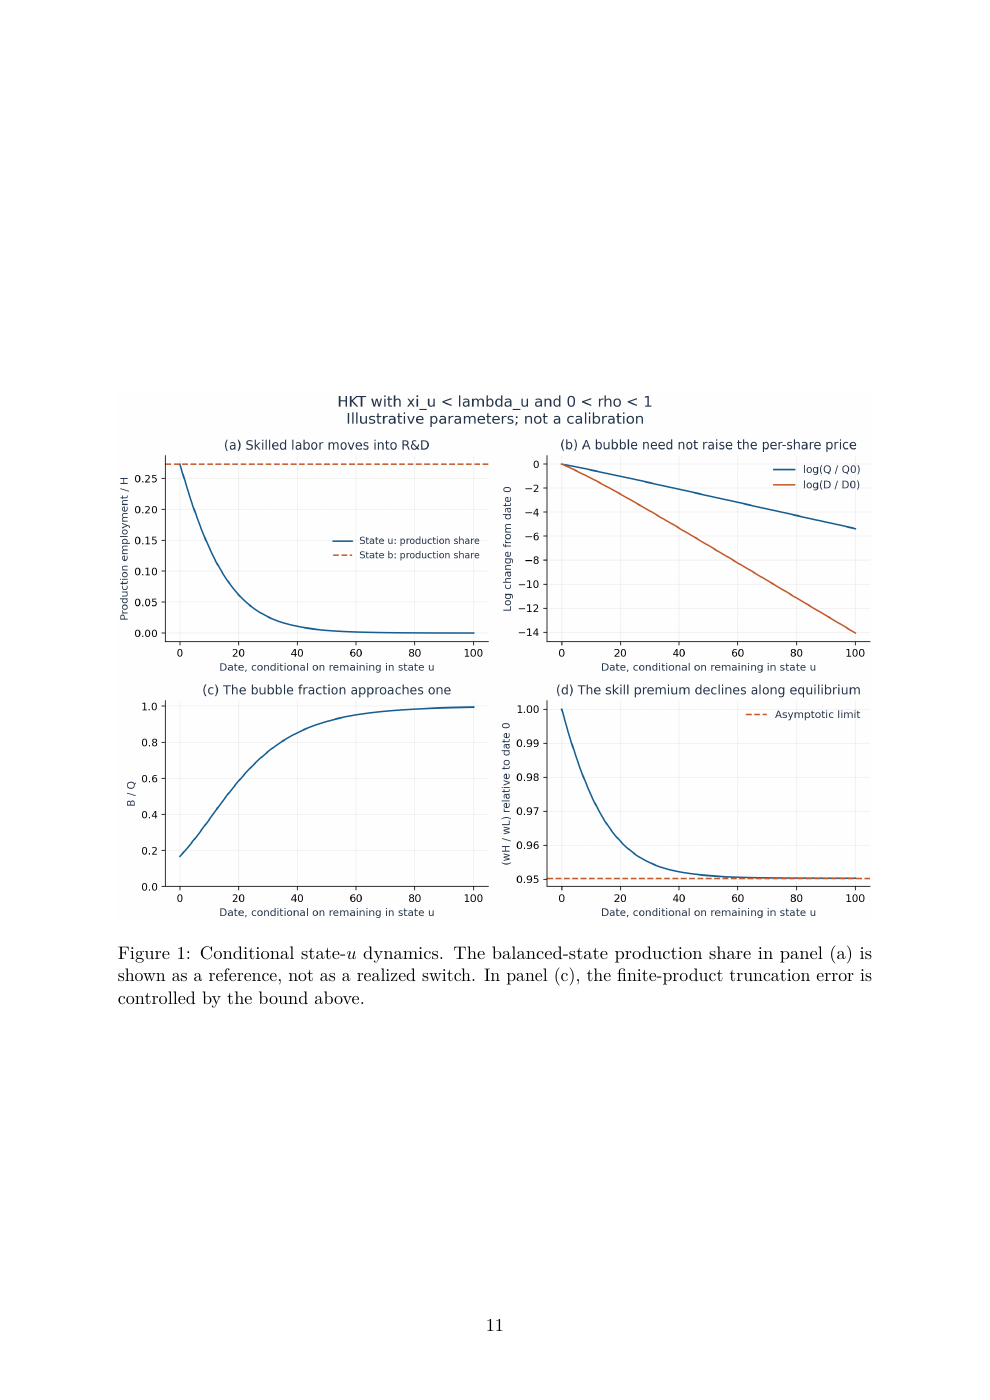 HKT with xi_u < lambda_u and 0 < rho < 1
Illustrative parameters; not a calibration
(a) Skilled labor moves into R&D
Production employment / H
0.25
0.20
0.15
0.10
0.05
0.00
State u: production share
State b: production share
0 20 40 60 80 100
Date, conditional on remaining in state u
(b) A bubble need not raise the per-share price
Log change from date 0
0
−2
−4
−6
−8
−10
−12
−14
log(Q / Q0)
log(D / D0)
0 20 40 60 80 100
Date, conditional on remaining in state u
(c) The bubble fraction approaches one
B / Q
1.0
0.8
0.6
0.4
0.2
0.0
0 20 40 60 80 100
Date, conditional on remaining in state u
(d) The skill premium declines along equilibrium
(wH / wL) relative to date 0
1.00
0.99
0.98
0.97
0.96
0.95
Asymptotic limit
0 20 40 60 80 100
Date, conditional on remaining in state u
Figure 1: Conditional state-u dynamics. The balanced-state production share in panel (a) is
shown as a reference, not as a realized switch. In panel (c), the finite-product truncation error is
controlled by the bound above.
11